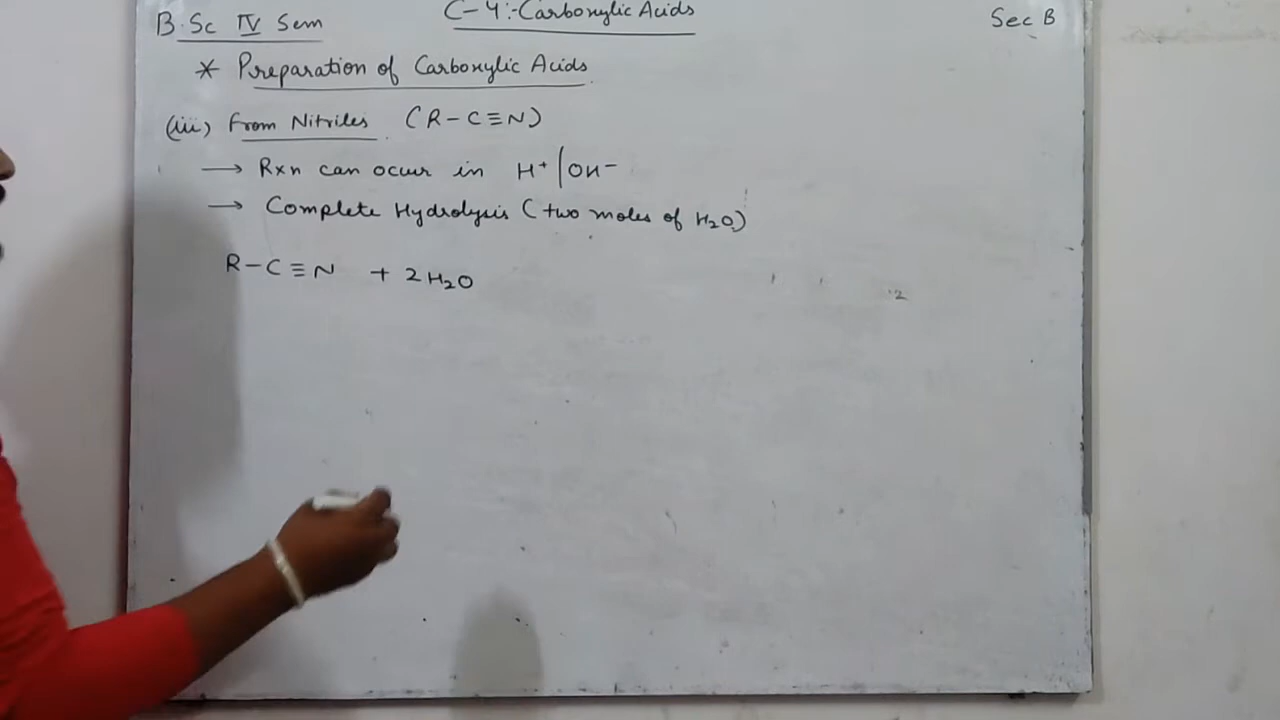 B.Sc IV Sem
C-4:-Carboxylic Acids
Sec B
* Preparation of Carboxylic Acids
(iii) From Nitriles (R-C≡N)
→ Rxn can occur in H⁺/OH⁻
→ Complete Hydrolysis (two moles of H₂O)
R-C≡N + 2H₂O